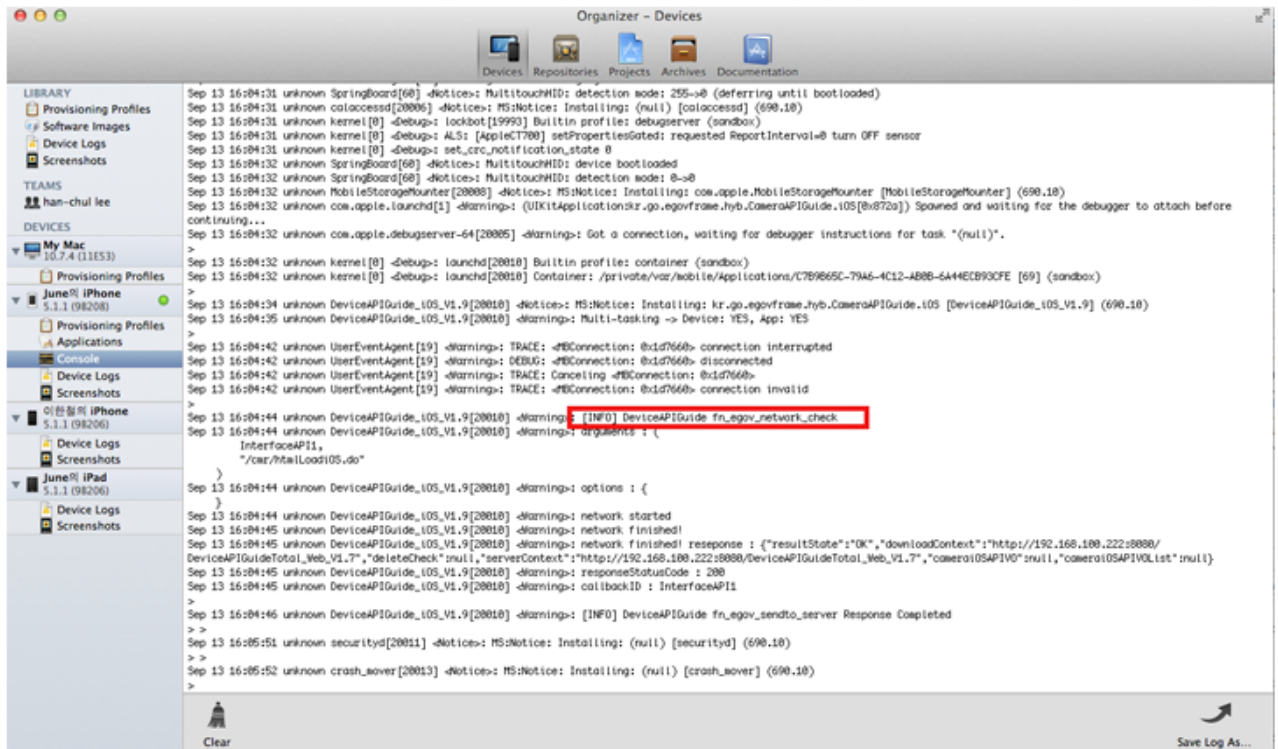 Organizer – Devices
Devices Repositories Projects Archives Documentation
LIBRARY
Provisioning Profiles
Software Images
Device Logs
Screenshots
TEAMS
han-chul lee
DEVICES
My Mac
10.7.4 (11E53)
Provisioning Profiles
June의 iPhone
5.1.1 (9B208)
Provisioning Profiles
Applications
Console
Device Logs
Screenshots
이한철의 iPhone
5.1.1 (9B206)
Device Logs
Screenshots
June의 iPad
5.1.1 (9B206)
Device Logs
Screenshots
Sep 13 16:04:31 unknown SpringBoard[60] <Notice>: MultitouchHID: detection mode: 255->0 (deferring until bootloaded)
Sep 13 16:04:31 unknown calaccessd[20006] <Notice>: MS:Notice: Installing: (null) [calaccessd] (690.10)
Sep 13 16:04:31 unknown kernel[0] <Debug>: lockbot[19993] Builtin profile: debugserver (sandbox)
Sep 13 16:04:31 unknown kernel[0] <Debug>: ALS: [AppleCT700] setPropertiesGated: requested ReportInterval=0 turn OFF sensor
Sep 13 16:04:31 unknown kernel[0] <Debug>: set_crc_notification_state 0
Sep 13 16:04:32 unknown SpringBoard[60] <Notice>: MultitouchHID: device bootloaded
Sep 13 16:04:32 unknown SpringBoard[60] <Notice>: MultitouchHID: detection mode: 0->0
Sep 13 16:04:32 unknown MobileStorageMounter[20008] <Notice>: MS:Notice: Installing: com.apple.MobileStorageMounter [MobileStorageMounter] (690.10)
Sep 13 16:04:32 unknown com.apple.launchd[1] <Warning>: (UIKitApplication:kr.go.egovframe.hyb.CameraAPIGuide.iOS[0x872a]) Spawned and waiting for the debugger to attach before
continuing...
Sep 13 16:04:32 unknown com.apple.debugserver-64[20005] <Warning>: Got a connection, waiting for debugger instructions for task "(null)".
>
Sep 13 16:04:32 unknown kernel[0] <Debug>: launchd[20010] Builtin profile: container (sandbox)
Sep 13 16:04:32 unknown kernel[0] <Debug>: launchd[20010] Container: /private/var/mobile/Applications/C7B9B65C-79A6-4C12-AB0B-6A44ECB93CFE [69] (sandbox)
>
Sep 13 16:04:34 unknown DeviceAPIGuide_iOS_V1.9[20010] <Notice>: MS:Notice: Installing: kr.go.egovframe.hyb.CameraAPIGuide.iOS [DeviceAPIGuide_iOS_V1.9] (690.10)
Sep 13 16:04:35 unknown DeviceAPIGuide_iOS_V1.9[20010] <Warning>: Multi-tasking -> Device: YES, App: YES
>
Sep 13 16:04:42 unknown UserEventAgent[19] <Warning>: TRACE: <MBConnection: 0x1d7660> connection interrupted
Sep 13 16:04:42 unknown UserEventAgent[19] <Warning>: DEBUG: <MBConnection: 0x1d7660> disconnected
Sep 13 16:04:42 unknown UserEventAgent[19] <Warning>: TRACE: Canceling <MBConnection: 0x1d7660>
Sep 13 16:04:42 unknown UserEventAgent[19] <Warning>: TRACE: <MBConnection: 0x1d7660> connection invalid
>
Sep 13 16:04:44 unknown DeviceAPIGuide_iOS_V1.9[20010] <Warning>: [INFO] DeviceAPIGuide fn_egov_network_check
Sep 13 16:04:44 unknown DeviceAPIGuide_iOS_V1.9[20010] <Warning>: arguments : (
InterfaceAPI1,
"/cmr/htmlLoadiOS.do"
)
Sep 13 16:04:44 unknown DeviceAPIGuide_iOS_V1.9[20010] <Warning>: options : {
}
Sep 13 16:04:44 unknown DeviceAPIGuide_iOS_V1.9[20010] <Warning>: network started
Sep 13 16:04:45 unknown DeviceAPIGuide_iOS_V1.9[20010] <Warning>: network finished!
Sep 13 16:04:45 unknown DeviceAPIGuide_iOS_V1.9[20010] <Warning>: network finished! reseponse : {"resultState":"OK","downloadContext":"http://192.168.100.222:8080/
DeviceAPIGuideTotal_Web_V1.7","deleteCheck":null,"serverContext":"http://192.168.100.222:8080/DeviceAPIGuideTotal_Web_V1.7","cameraiOSAPIVO":null,"cameraiOSAPIVOList":null}
Sep 13 16:04:45 unknown DeviceAPIGuide_iOS_V1.9[20010] <Warning>: responseStatusCode : 200
Sep 13 16:04:45 unknown DeviceAPIGuide_iOS_V1.9[20010] <Warning>: callbackID : InterfaceAPI1
>
Sep 13 16:04:46 unknown DeviceAPIGuide_iOS_V1.9[20010] <Warning>: [INFO] DeviceAPIGuide fn_egov_sendto_server Response Completed
> >
Sep 13 16:05:51 unknown securityd[20011] <Notice>: MS:Notice: Installing: (null) [securityd] (690.10)
> >
Sep 13 16:05:52 unknown crash_mover[20013] <Notice>: MS:Notice: Installing: (null) [crash_mover] (690.10)
>
Clear
Save Log As...